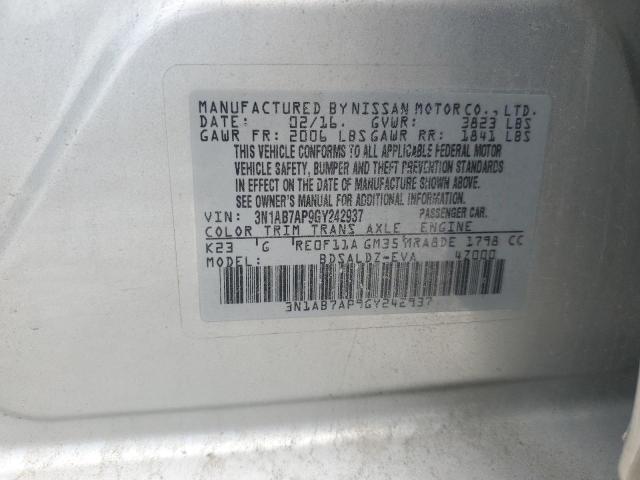 MANUFACTURED BY NISSAN MOTOR CO., LTD.
DATE: 02/16. GVWR: 3823 LBS
GAWR FR: 2006 LBS GAWR RR: 1841 LBS
THIS VEHICLE CONFORMS TO ALL APPLICABLE FEDERAL MOTOR
VEHICLE SAFETY, BUMPER AND THEFT PREVENTION STANDARDS
IN EFFECT ON THE DATE OF MANUFACTURE SHOWN ABOVE.
SEE OWNER'S MANUAL FOR ADDITIONAL INFORMATION.
VIN: 3N1AB7AP9GY242937 PASSENGER CAR.
COLOR TRIM TRANS AXLE ENGINE
K23 G RE0F11A GM35 MRA8DE 1798 CC
MODEL: BDSALDZ-EVA 47000
3N1AB7AP9GY242937